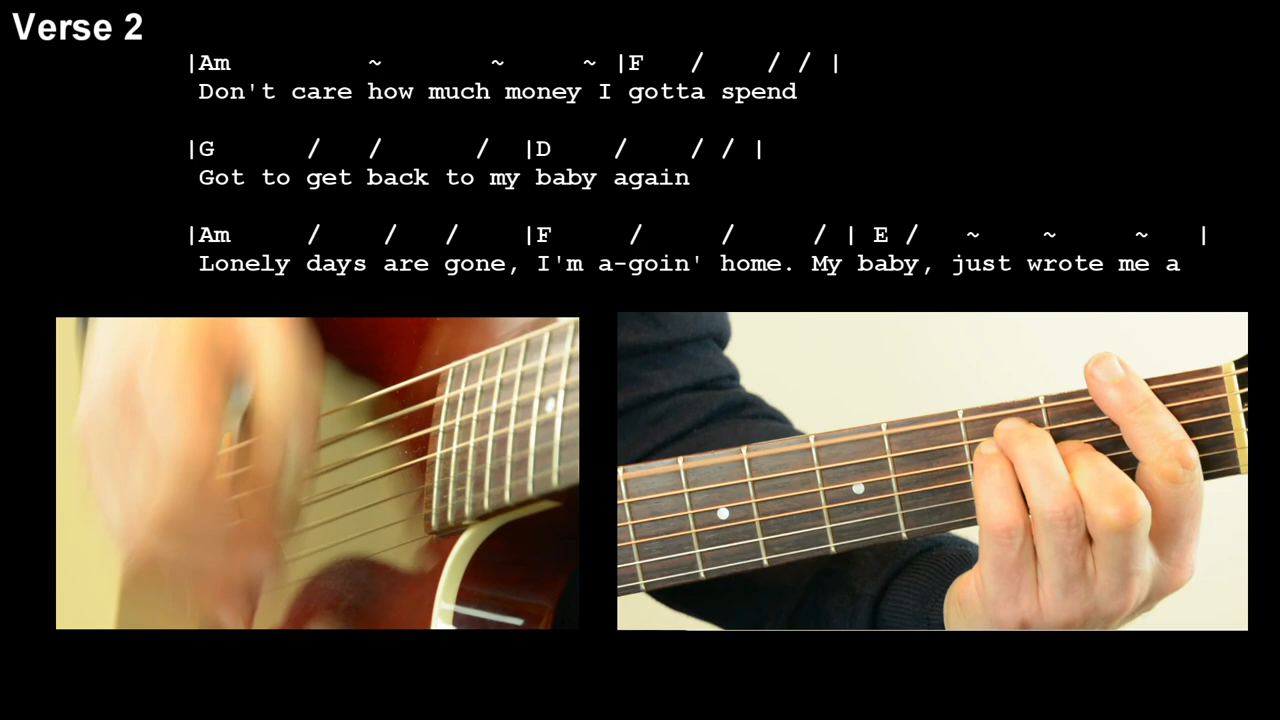 Verse 2
|Am ~ ~ ~ |F / / / |
Don't care how much money I gotta spend
|G / / / |D / / / |
Got to get back to my baby again
|Am / / / |F / / / | E / ~ ~ ~ |
Lonely days are gone, I'm a-goin' home. My baby, just wrote me a